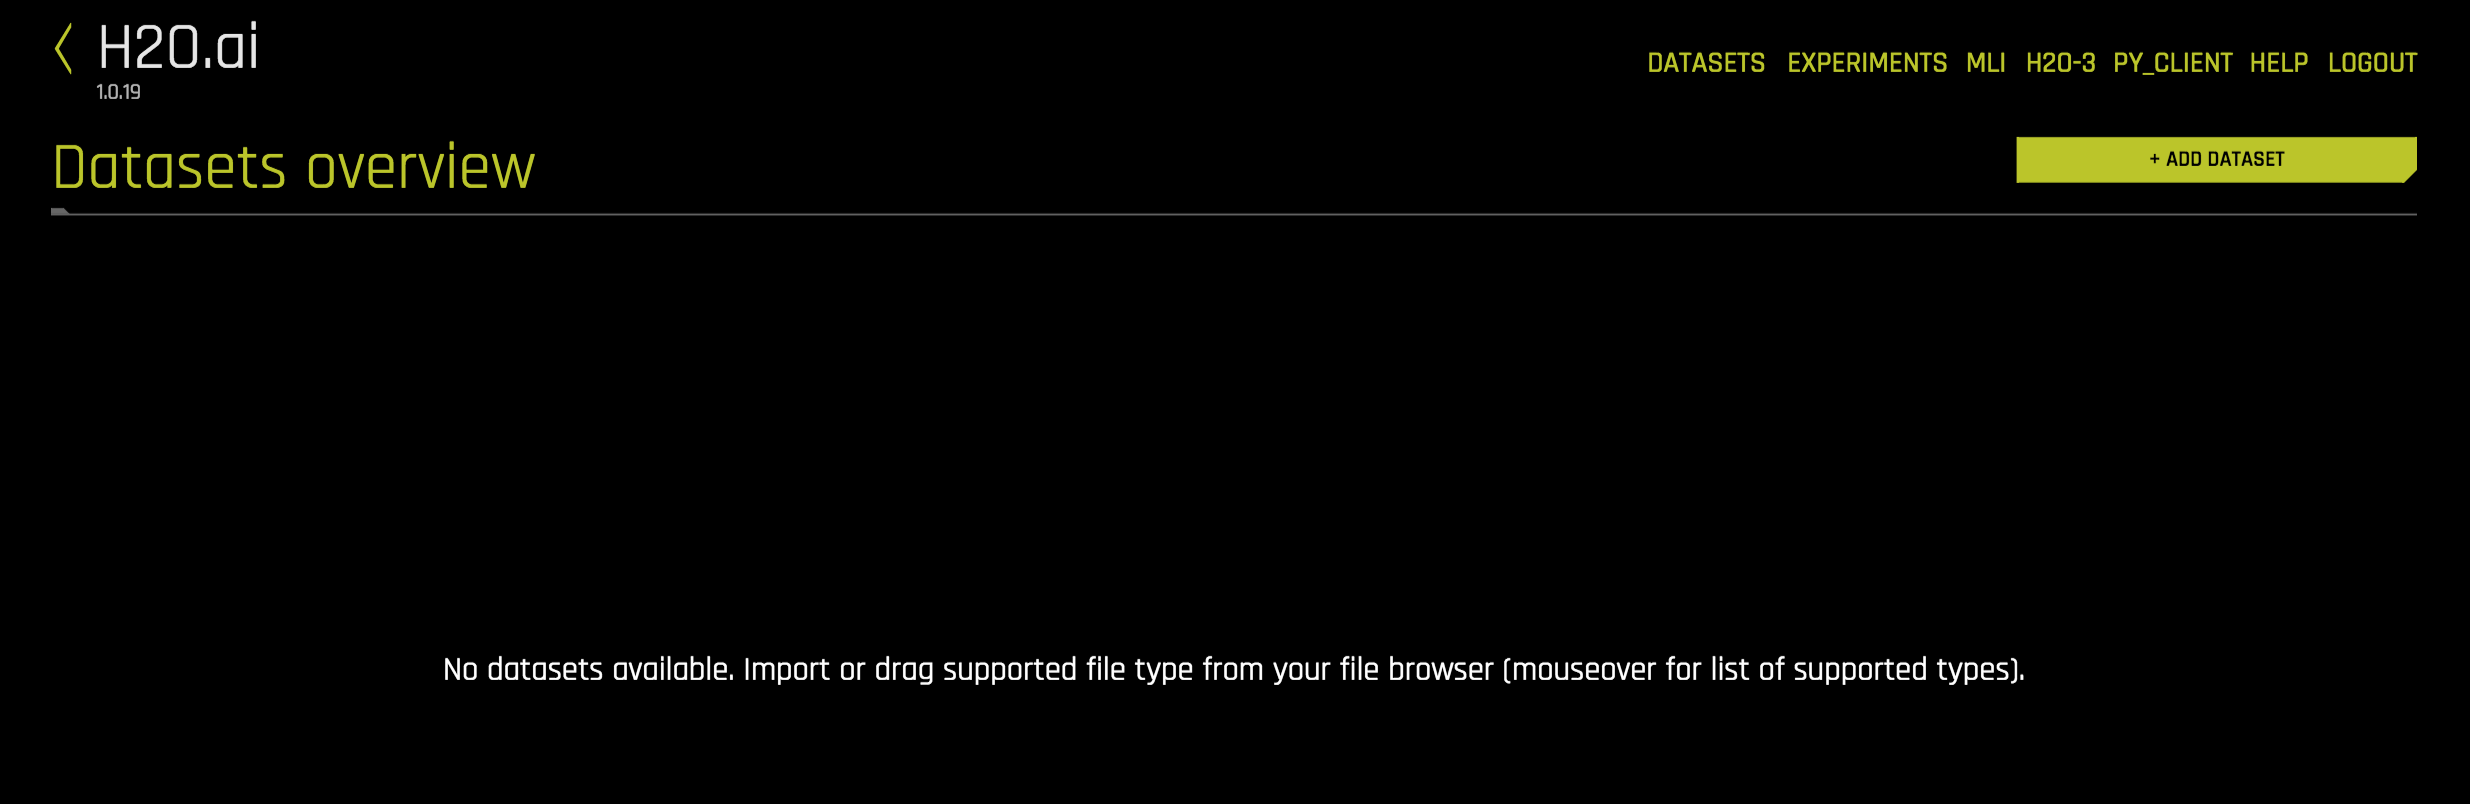 H2O.ai
1.0.19
DATASETS EXPERIMENTS MLI H2O-3 PY_CLIENT HELP LOGOUT
Datasets overview
+ ADD DATASET
No datasets available. Import or drag supported file type from your file browser (mouseover for list of supported types).